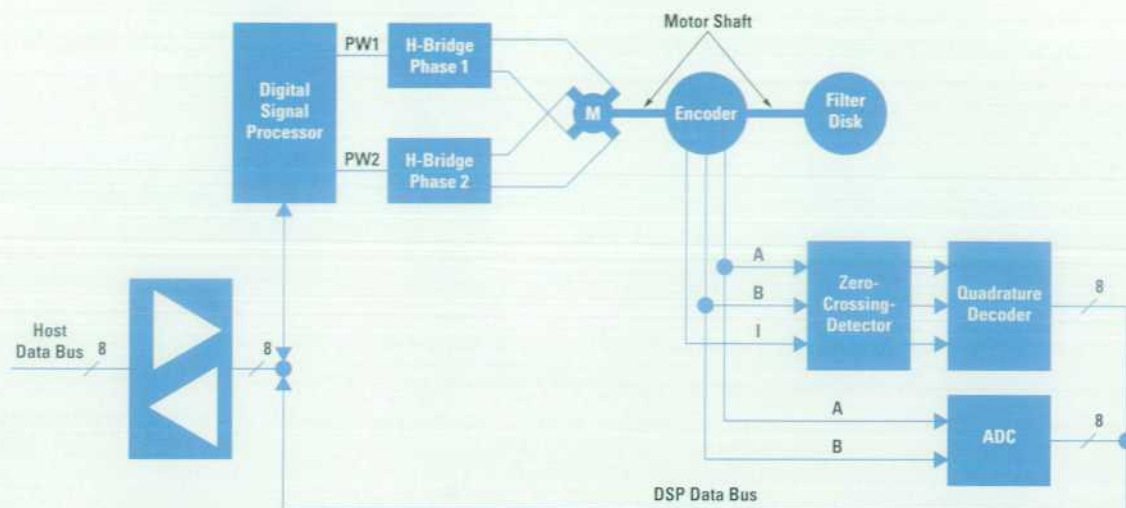 Motor Shaft
Digital
Signal
Processor
PW1
H-Bridge
Phase 1
PW2
H-Bridge
Phase 2
M
Encoder
Filter
Disk
Host
Data Bus
8
8
A
B
I
Zero-
Crossing-
Detector
Quadrature
Decoder
8
A
B
ADC
8
DSP Data Bus